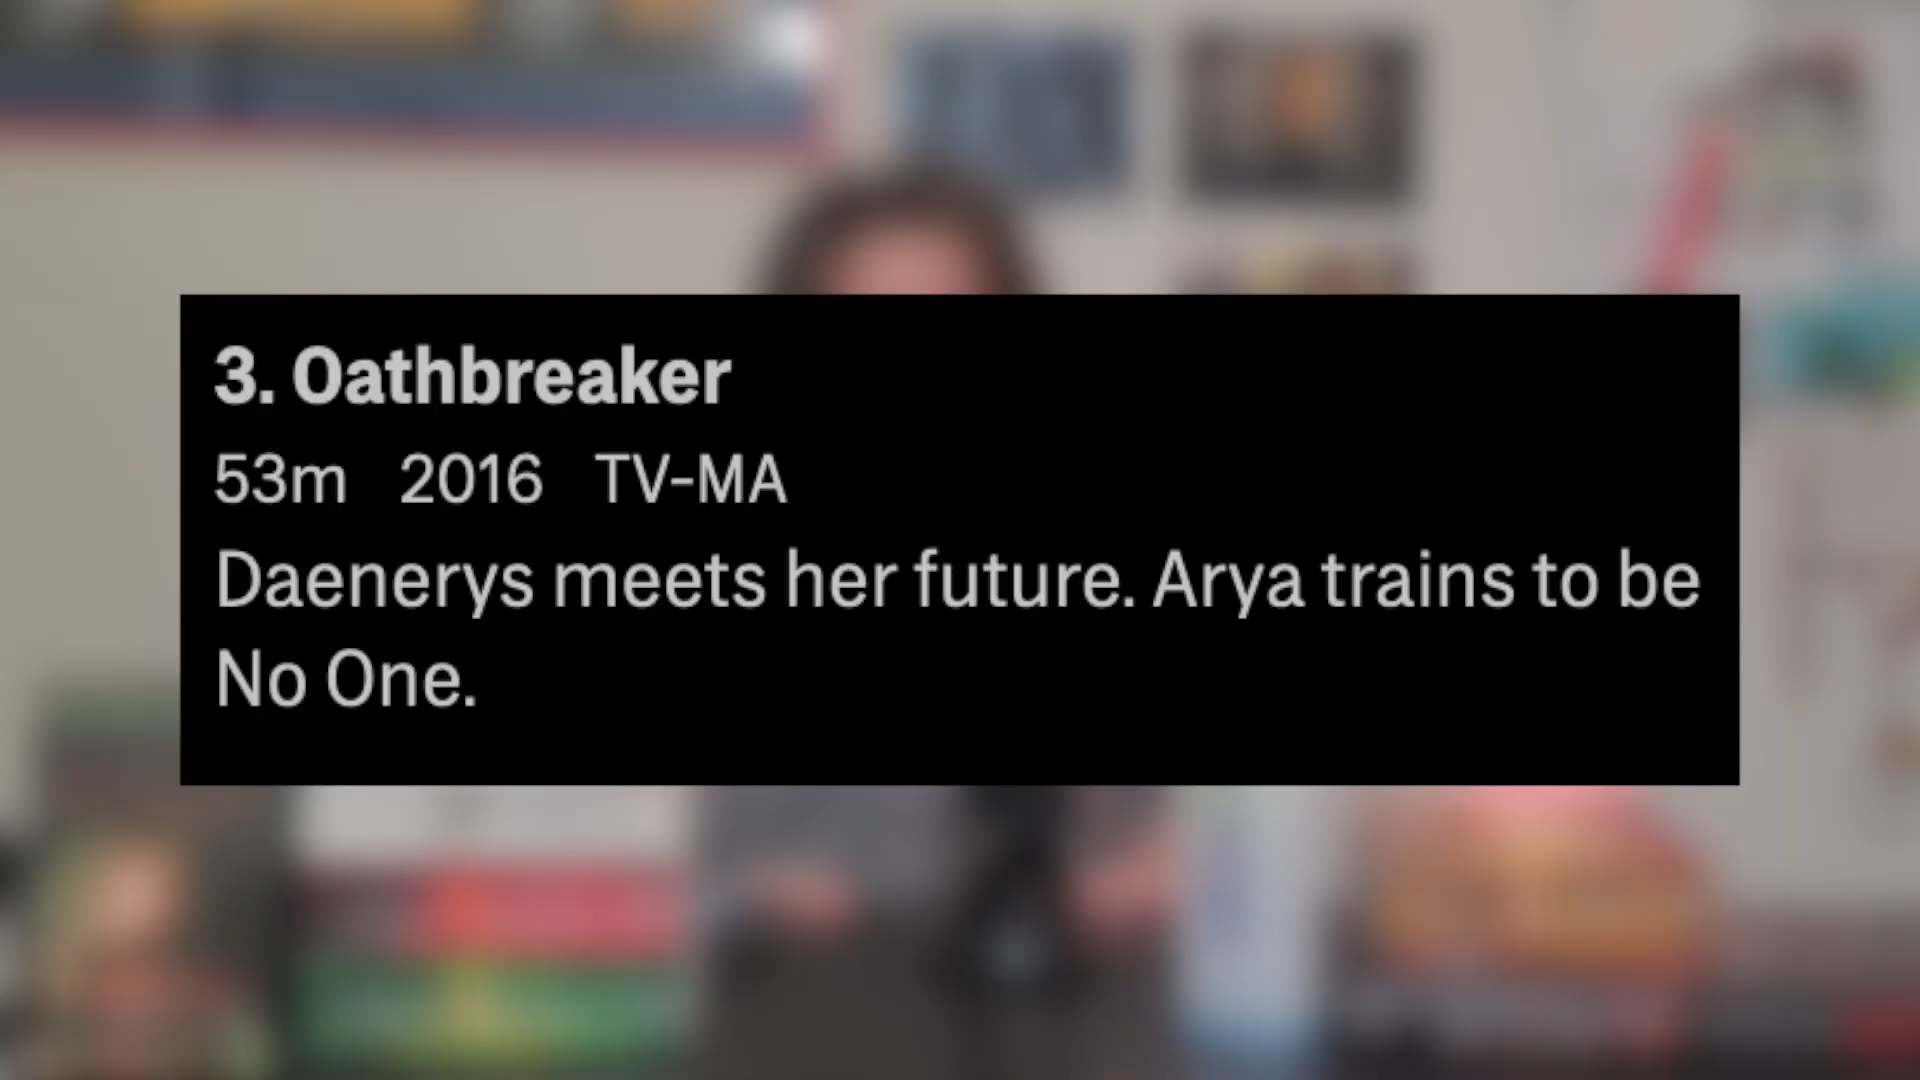 3. Oathbreaker
53m 2016 TV-MA
Daenerys meets her future. Arya trains to be
No One.